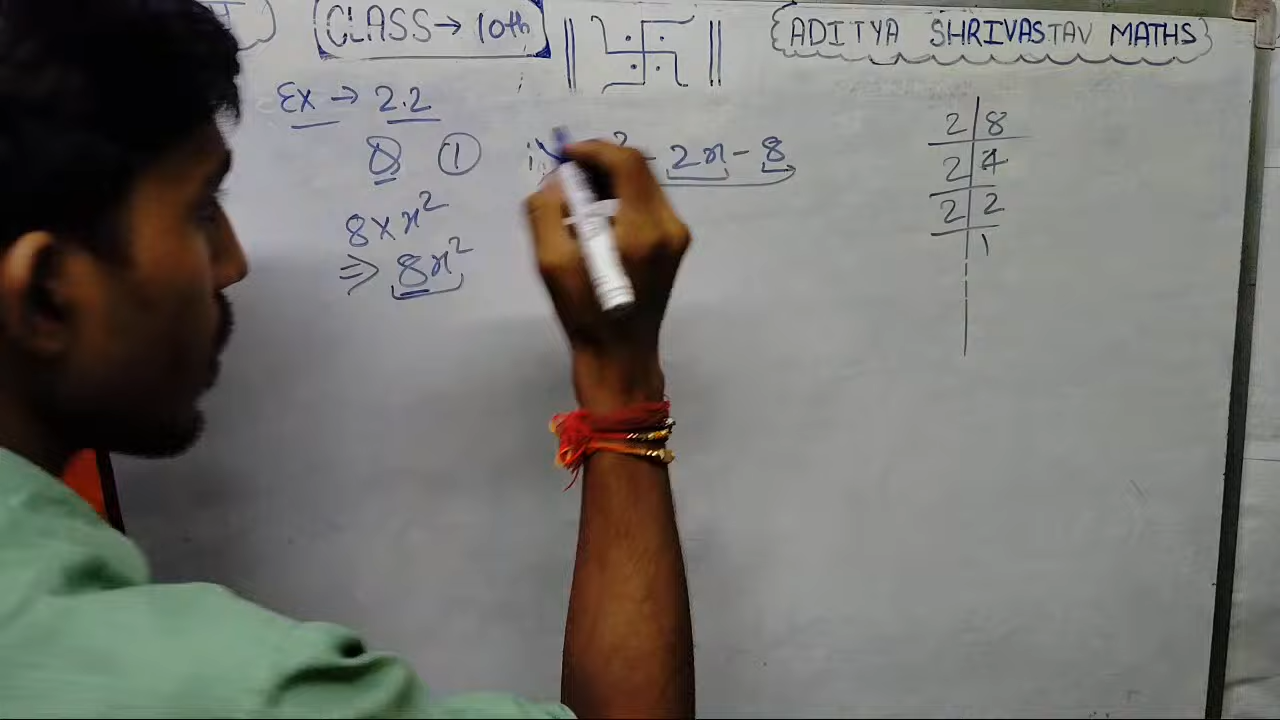 CLASS → 10th
ADITYA SHRIVASTAV MATHS
Ex → 2.2
Q ① i) ² - 2x - 8
8 × x²
⇒ 8x²
2 | 8
2 | 4
2 | 2
| 1